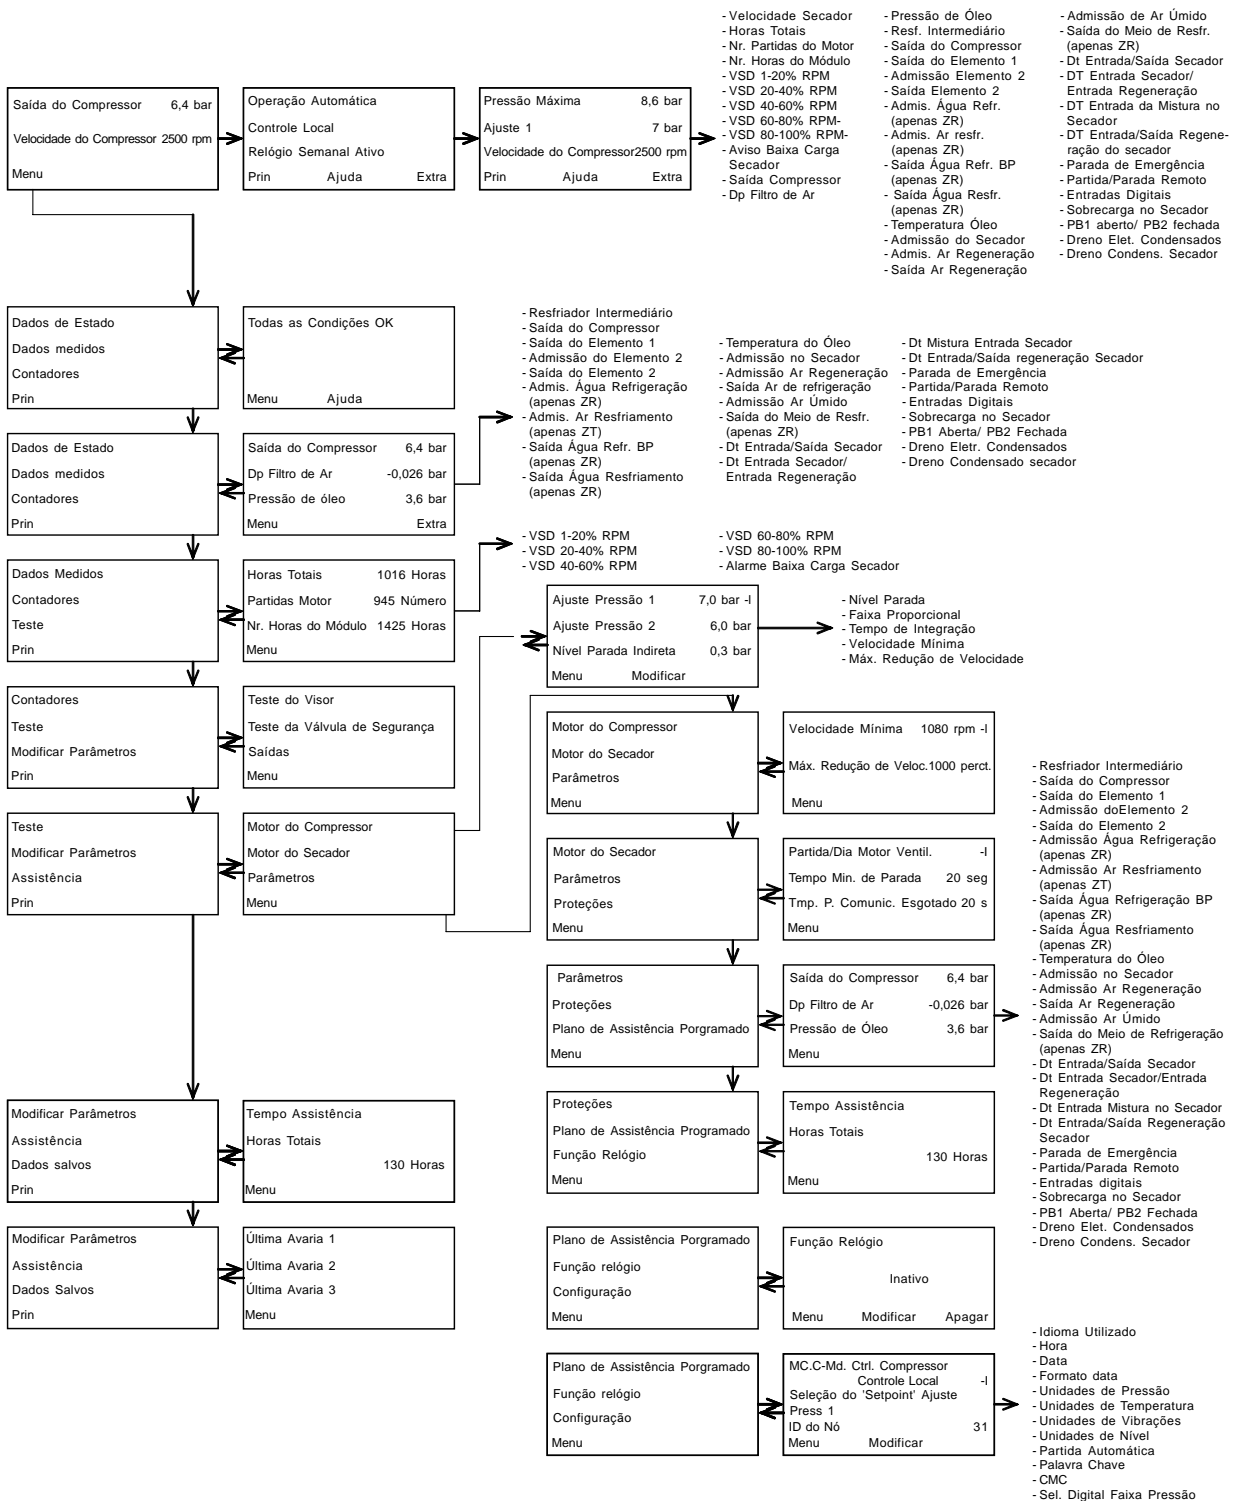 - Velocidade Secador
- Horas Totais
- Nr. Partidas do Motor
- Nr. Horas do Módulo
- VSD 1-20% RPM
- VSD 20-40% RPM
- VSD 40-60% RPM
- VSD 60-80% RPM-
- VSD 80-100% RPM-
- Aviso Baixa Carga
Secador
- Saída Compressor
- Dp Filtro de Ar
- Pressão de Óleo
- Resf. Intermediário
- Saída do Compressor
- Saída do Elemento 1
- Admissão Elemento 2
- Saída Elemento 2
- Admis. Água Refr.
(apenas ZR)
- Admis. Ar resfr.
(apenas ZR)
- Saída Água Refr. BP
(apenas ZR)
- Saída Água Resfr.
(apenas ZR)
- Temperatura Óleo
- Admissão do Secador
- Admis. Ar Regeneração
- Saída Ar Regeneração
- Admissão de Ar Úmido
- Saída do Meio de Resfr.
(apenas ZR)
- Dt Entrada/Saída Secador
- DT Entrada Secador/
Entrada Regeneração
- DT Entrada da Mistura no
Secador
- DT Entrada/Saída Regene-
ração do secador
- Parada de Emergência
- Partida/Parada Remoto
- Entradas Digitais
- Sobrecarga no Secador
- PB1 aberto/ PB2 fechada
- Dreno Elet. Condensados
- Dreno Condens. Secador
Saída do Compressor 6,4 bar
Velocidade do Compressor 2500 rpm
Menu
Operação Automática
Controle Local
Relógio Semanal Ativo
Prin Ajuda Extra
Pressão Máxima 8,6 bar
Ajuste 1 7 bar
Velocidade do Compressor2500 rpm
Prin Ajuda Extra
Dados de Estado
Dados medidos
Contadores
Prin
Todas as Condições OK
Menu Ajuda
- Resfriador Intermediário
- Saída do Compressor
- Saída do Elemento 1
- Admissão do Elemento 2
- Saída do Elemento 2
- Admis. Água Refrigeração
(apenas ZR)
- Admis. Ar Resfriamento
(apenas ZT)
- Saída Água Refr. BP
(apenas ZR)
- Saída Água Resfriamento
(apenas ZR)
- Temperatura do Óleo
- Admissão no Secador
- Admissão Ar Regeneração
- Saída Ar de refrigeração
- Admissão Ar Úmido
- Saída do Meio de Resfr.
(apenas ZR)
- Dt Entrada/Saída Secador
- Dt Entrada Secador/
Entrada Regeneração
- Dt Mistura Entrada Secador
- Dt Entrada/Saída regeneração Secador
- Parada de Emergência
- Partida/Parada Remoto
- Entradas Digitais
- Sobrecarga no Secador
- PB1 Aberta/ PB2 Fechada
- Dreno Eletr. Condensados
- Dreno Condensado secador
Dados de Estado
Dados medidos
Contadores
Prin
Saída do Compressor 6,4 bar
Dp Filtro de Ar -0,026 bar
Pressão de óleo 3,6 bar
Menu Extra
- VSD 1-20% RPM
- VSD 20-40% RPM
- VSD 40-60% RPM
- VSD 60-80% RPM
- VSD 80-100% RPM
- Alarme Baixa Carga Secador
Dados Medidos
Contadores
Teste
Prin
Horas Totais 1016 Horas
Partidas Motor 945 Número
Nr. Horas do Módulo 1425 Horas
Menu
Ajuste Pressão 1 7,0 bar -I
Ajuste Pressão 2 6,0 bar
Nível Parada Indireta 0,3 bar
Menu Modificar
- Nível Parada
- Faixa Proporcional
- Tempo de Integração
- Velocidade Mínima
- Máx. Redução de Velocidade
Contadores
Teste
Modificar Parâmetros
Prin
Teste do Visor
Teste da Válvula de Segurança
Saídas
Menu
Motor do Compressor
Motor do Secador
Parâmetros
Menu
Velocidade Mínima 1080 rpm -I
Máx. Redução de Veloc.1000 perct.
Menu
Teste
Modificar Parâmetros
Assistência
Prin
Motor do Compressor
Motor do Secador
Parâmetros
Menu
Motor do Secador
Parâmetros
Proteções
Menu
Partida/Dia Motor Ventil. -I
Tempo Min. de Parada 20 seg
Tmp. P. Comunic. Esgotado 20 s
Menu
Parâmetros
Proteções
Plano de Assistência Porgramado
Menu
Saída do Compressor 6,4 bar
Dp Filtro de Ar -0,026 bar
Pressão de Óleo 3,6 bar
Menu
- Resfriador Intermediário
- Saída do Compressor
- Saída do Elemento 1
- Admissão doElemento 2
- Saída do Elemento 2
- Admissão Água Refrigeração
(apenas ZR)
- Admissão Ar Resfriamento
(apenas ZT)
- Saída Água Refrigeração BP
(apenas ZR)
- Saída Água Resfriamento
(apenas ZR)
- Temperatura do Óleo
- Admissão no Secador
- Admissão Ar Regeneração
- Saída Ar Regeneração
- Admissão Ar Úmido
- Saída do Meio de Refrigeração
(apenas ZR)
- Dt Entrada/Saída Secador
- Dt Entrada Secador/Entrada
Regeneração
- Dt Entrada Mistura no Secador
- Dt Entrada/Saída Regeneração
Secador
- Parada de Emergência
- Partida/Parada Remoto
- Entradas digitais
- Sobrecarga no Secador
- PB1 Aberta/ PB2 Fechada
- Dreno Elet. Condensados
- Dreno Condens. Secador
Modificar Parâmetros
Assistência
Dados salvos
Prin
Tempo Assistência
Horas Totais
130 Horas
Menu
Proteções
Plano de Assistência Programado
Função Relógio
Menu
Tempo Assistência
Horas Totais
130 Horas
Menu
Modificar Parâmetros
Assistência
Dados Salvos
Prin
Última Avaria 1
Última Avaria 2
Última Avaria 3
Menu
Plano de Assistência Porgramado
Função relógio
Configuração
Menu
Função Relógio
Inativo
Menu Modificar Apagar
Plano de Assistência Porgramado
Função relógio
Configuração
Menu
MC.C-Md. Ctrl. Compressor
Controle Local -I
Seleção do 'Setpoint' Ajuste
Press 1
ID do Nó 31
Menu Modificar
- Idioma Utilizado
- Hora
- Data
- Formato data
- Unidades de Pressão
- Unidades de Temperatura
- Unidades de Vibrações
- Unidades de Nível
- Partida Automática
- Palavra Chave
- CMC
- Sel. Digital Faixa Pressão